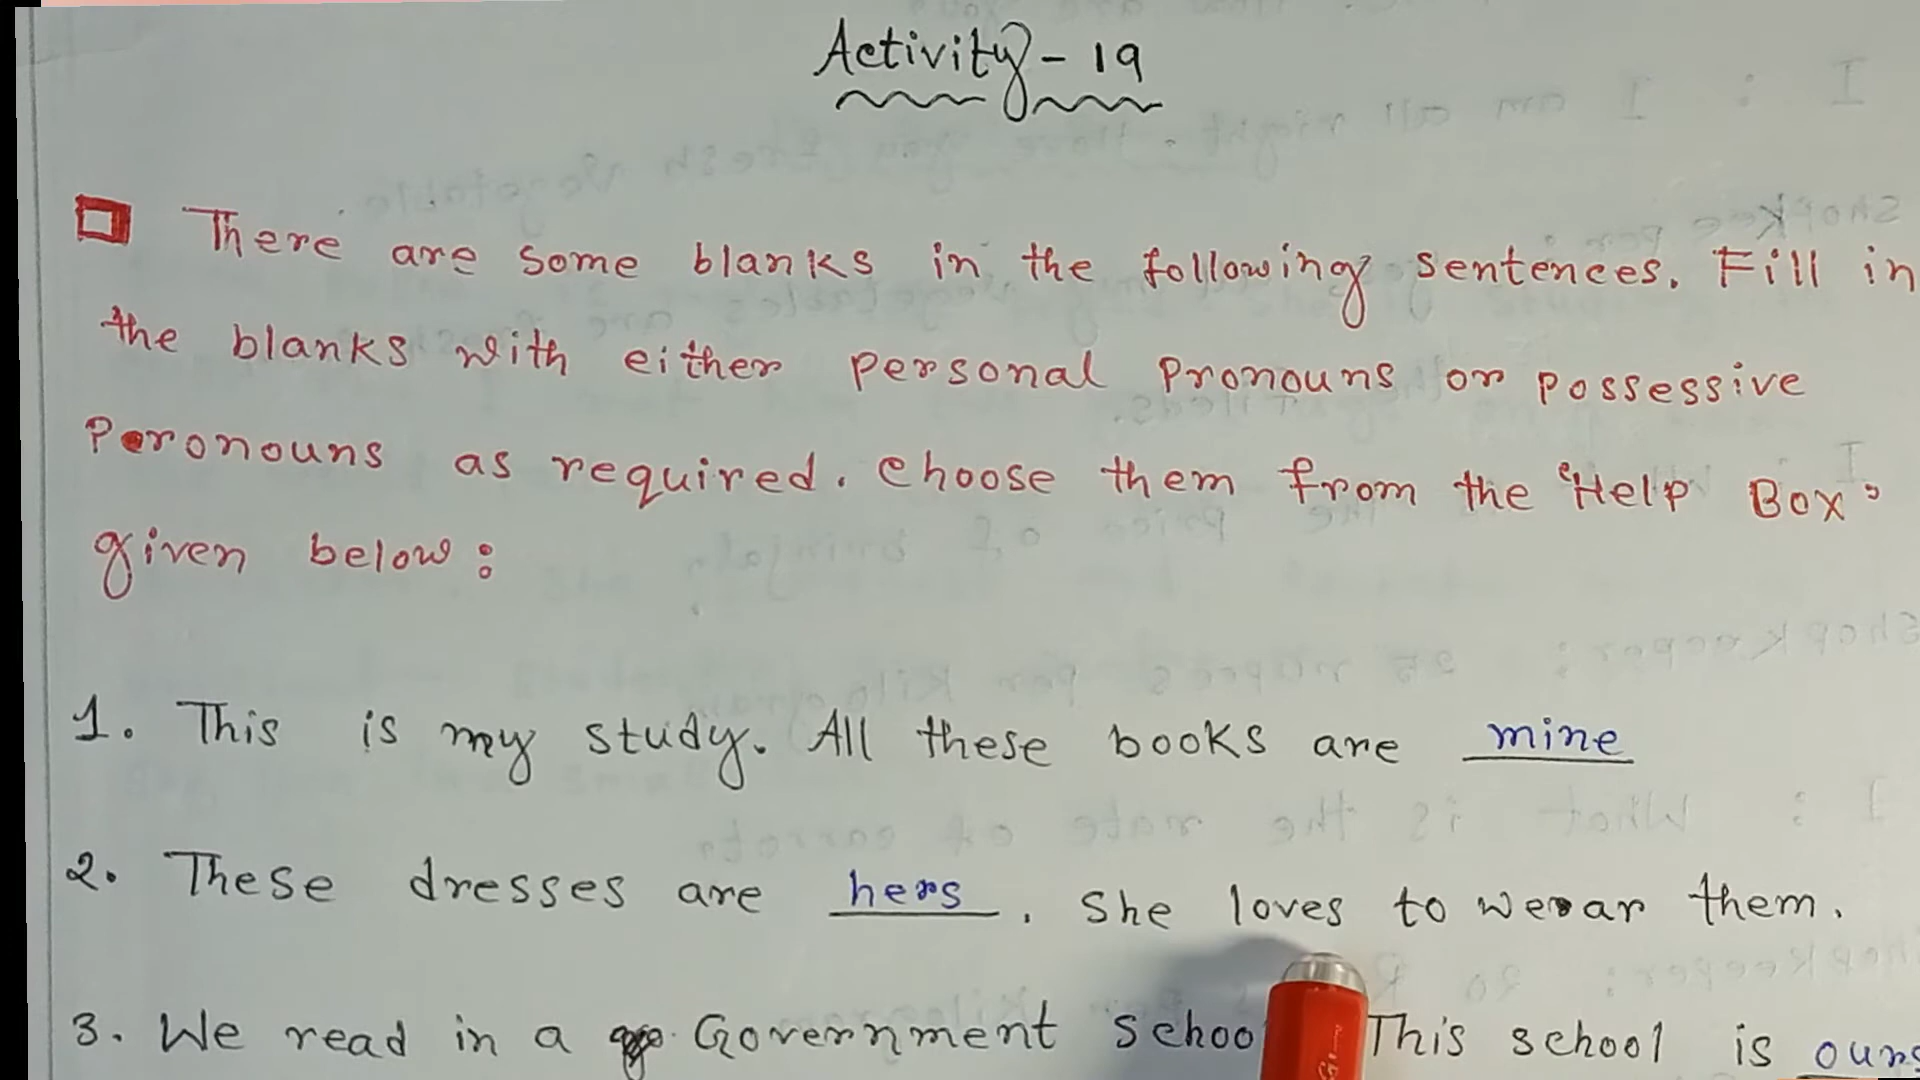 Activity - 19
There are some blanks in the following sentences. Fill in
the blanks with either personal pronouns or possessive
Peronouns as required. Choose them from the 'Help Box'
given below:
1. This is my study. All these books are mine
2. These dresses are hers. She loves to wear them.
3. We read in a Government school This school is ours